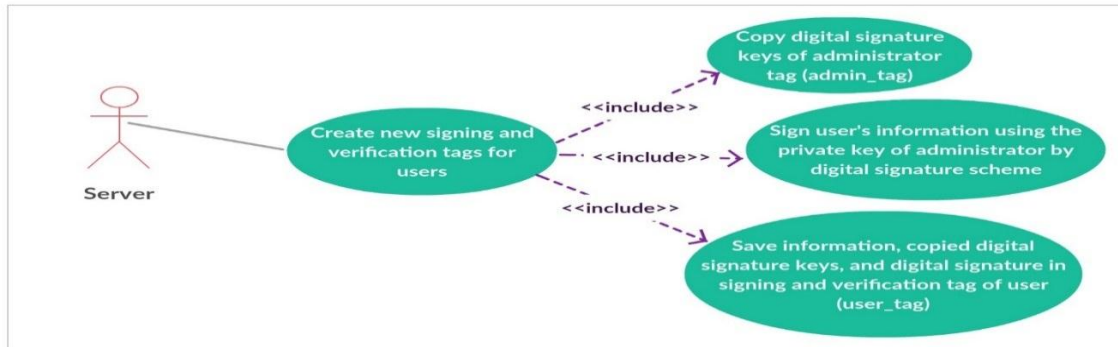 Copy digital signature
keys of administrator
tag (admin_tag)
<<include>>
Create new signing and
verification tags for
users
<<include>>
Sign user's information using the
private key of administrator by
digital signature scheme
Server
<<include>>
Save information, copied digital
signature keys, and digital signature in
signing and verification tag of user
(user_tag)